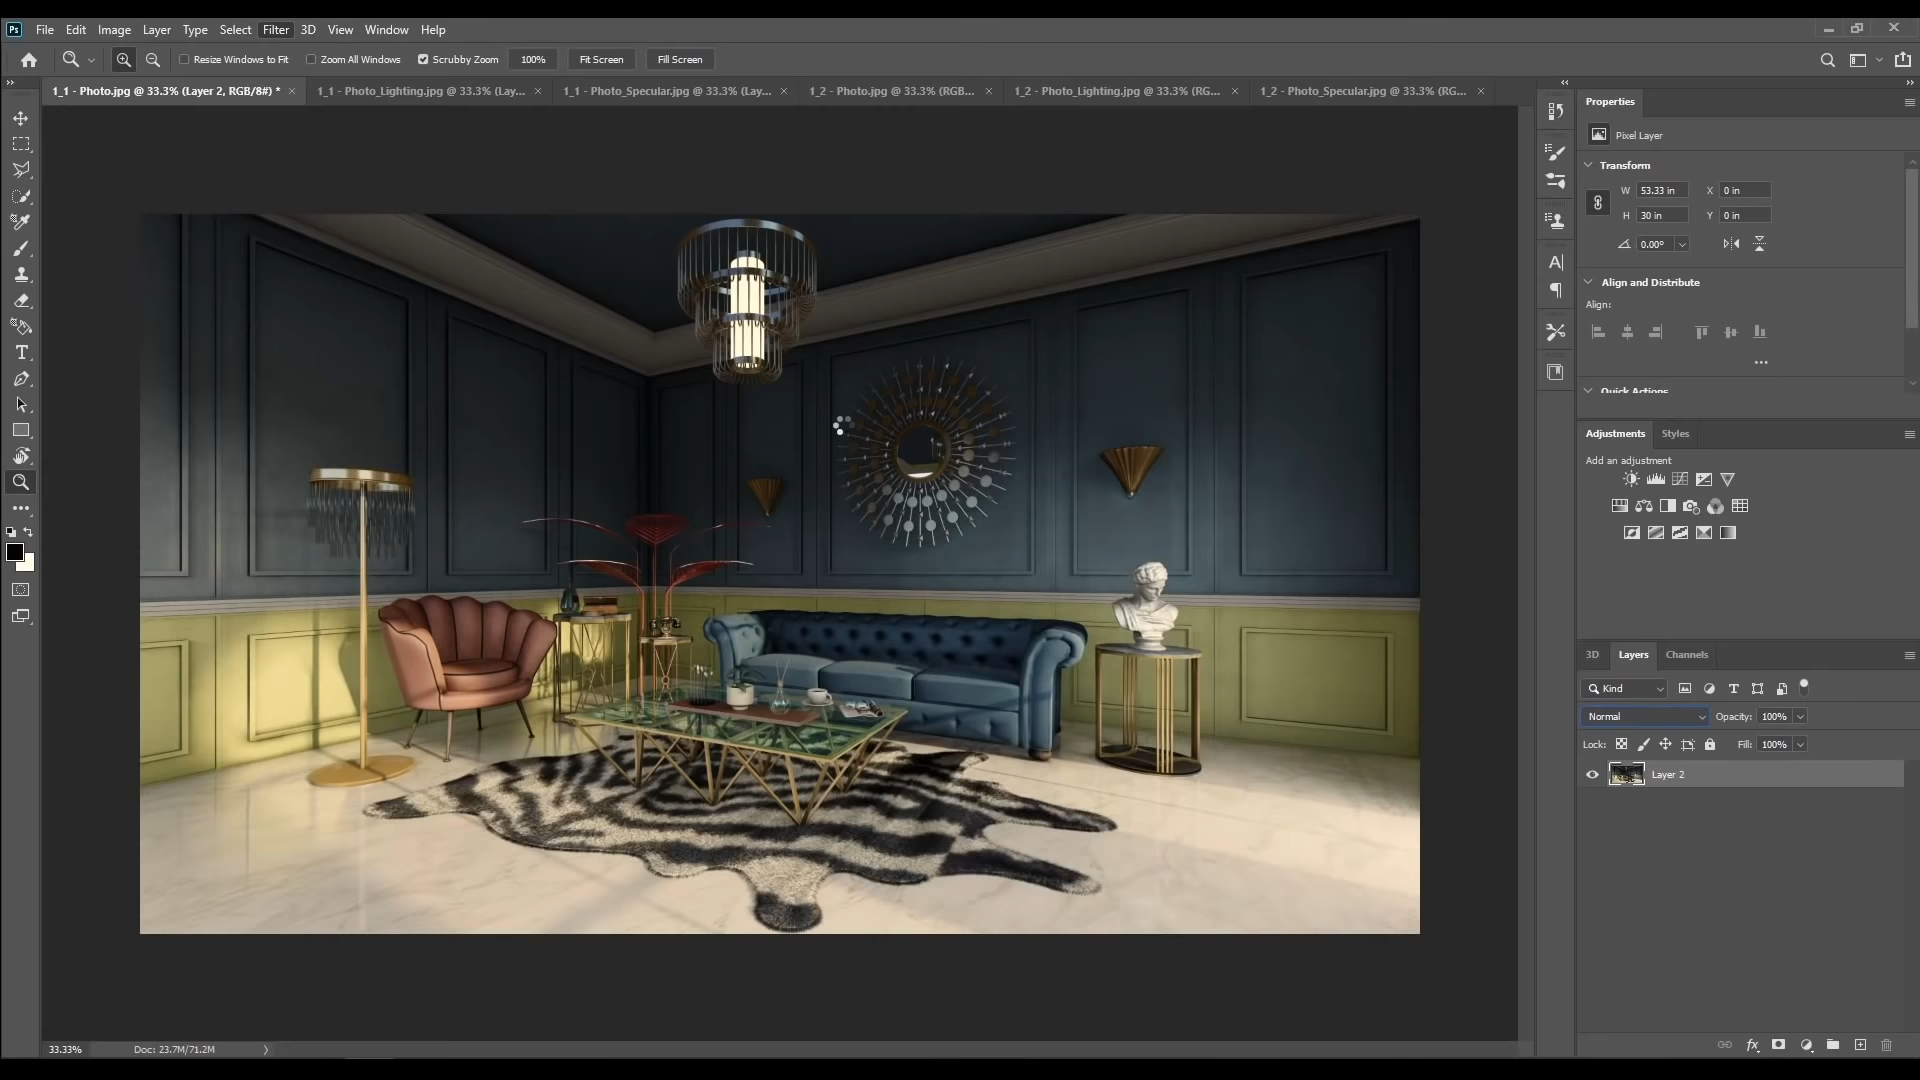 Ps File Edit Image Layer Type Select Filter 3D View Window Help
Resize Windows to Fit Zoom All Windows Scrubby Zoom 100% Fit Screen Fill Screen
1_1 - Photo.jpg @ 33.3% (Layer 2, RGB/8#) * 1_1 - Photo_Lighting.jpg @ 33.3% (Lay... 1_1 - Photo_Specular.jpg @ 33.3% (Lay... 1_2 - Photo.jpg @ 33.3% (RGB... 1_2 - Photo_Lighting.jpg @ 33.3% (RG... 1_2 - Photo_Specular.jpg @ 33.3% (RG...
Properties
Pixel Layer
Transform
W 53.33 in X 0 in
H 30 in Y 0 in
0.00°
Align and Distribute
Align:
Quick Actions
Adjustments Styles
Add an adjustment
3D Layers Channels
Kind
Normal Opacity: 100%
Lock: Fill: 100%
Layer 2
33.33% Doc: 23.7M/71.2M